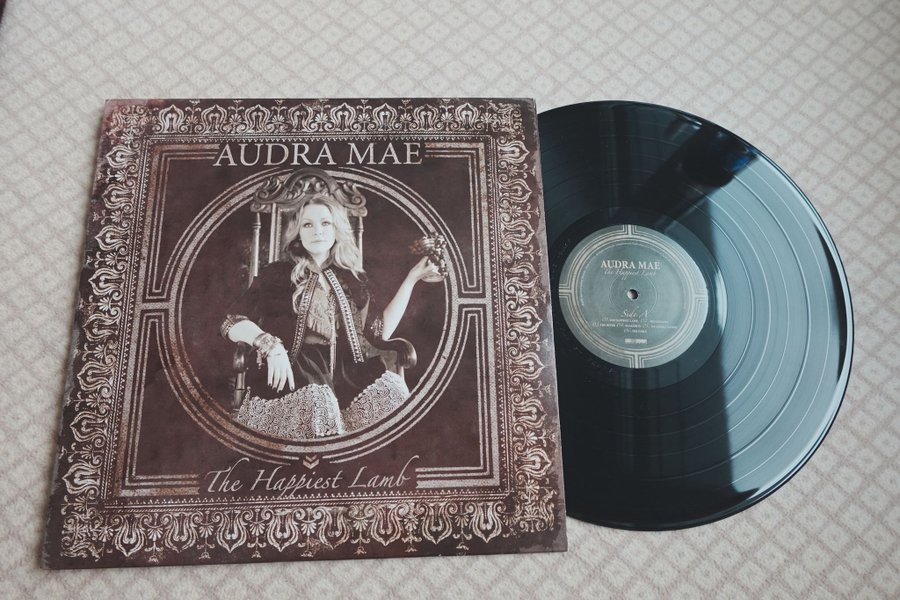 AUDRA MAE
The Happiest Lamb
AUDRA MAE
The Happiest Lamb
Side A